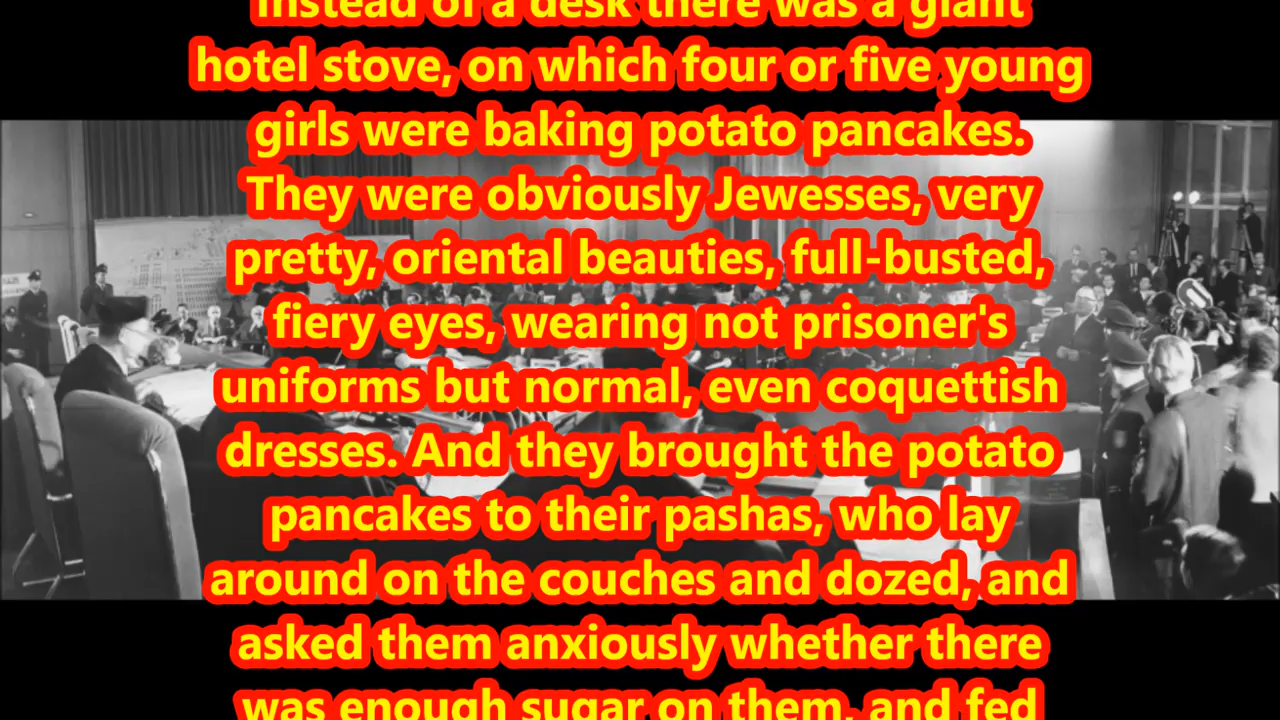 instead of a desk there was a giant
hotel stove, on which four or five young
girls were baking potato pancakes.
They were obviously Jewesses, very
pretty, oriental beauties, full-busted,
fiery eyes, wearing not prisoner's
uniforms but normal, even coquettish
dresses. And they brought the potato
pancakes to their pashas, who lay
around on the couches and dozed, and
asked them anxiously whether there
was enough sugar on them, and fed